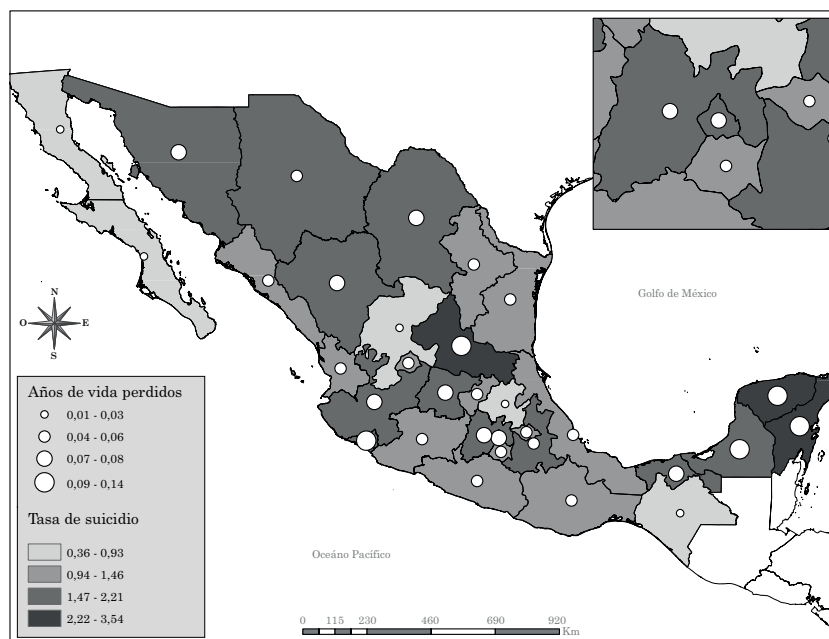 Golfo de México
N
O E
S
Años de vida perdidos
0,01 - 0,03
0,04 - 0,06
0,07 - 0,08
0,09 - 0,14
Tasa de suicidio
0,36 - 0,93
0,94 - 1,46
1,47 - 2,21
2,22 - 3,54
Oceáno Pacífico
0 115 230 460 690 920
Km